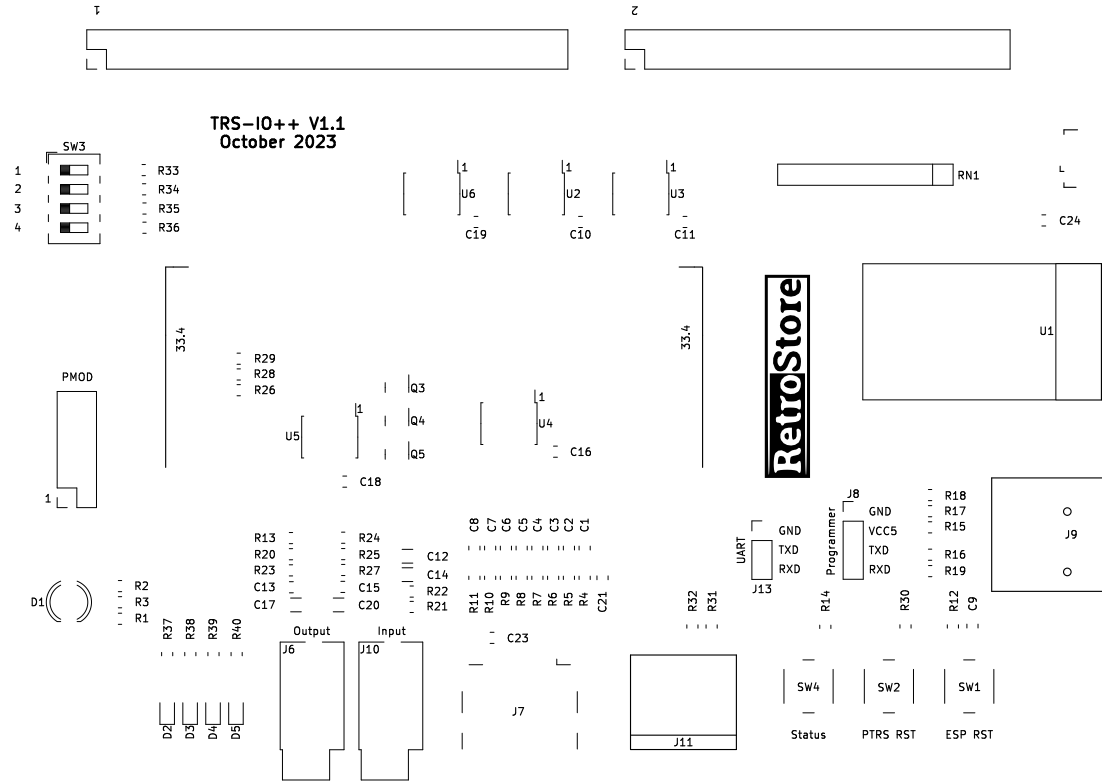 1
2
TRS-IO++ V1.1
October 2023
SW3
1
2
3
4
R33
R34
R35
R36
1
U6
C19
1
U2
C10
1
U3
C11
RN1
C24
33.4
33.4
RetroStore
U1
R29
R28
R26
PMOD
1
Q3
Q4
Q5
1
U5
1
U4
C16
C18
R13
R20
R23
C13
C17
R24
R25
R27
C15
C20
C12
C14
R22
R21
C8
C7
C6
C5
C4
C3
C2
C1
R11
R10
R9
R8
R7
R6
R5
R4
C21
UART
GND
TXD
RXD
J13
J8
Programmer
GND
VCC5
TXD
RXD
R18
R17
R15
R16
R19
J9
D1
R2
R3
R1
R37
R38
R39
R40
Output
J6
Input
J10
C23
J7
R32
R31
R14
R30
R12
C9
D2
D3
D4
D5
J11
SW4
SW2
SW1
Status
PTRS RST
ESP RST